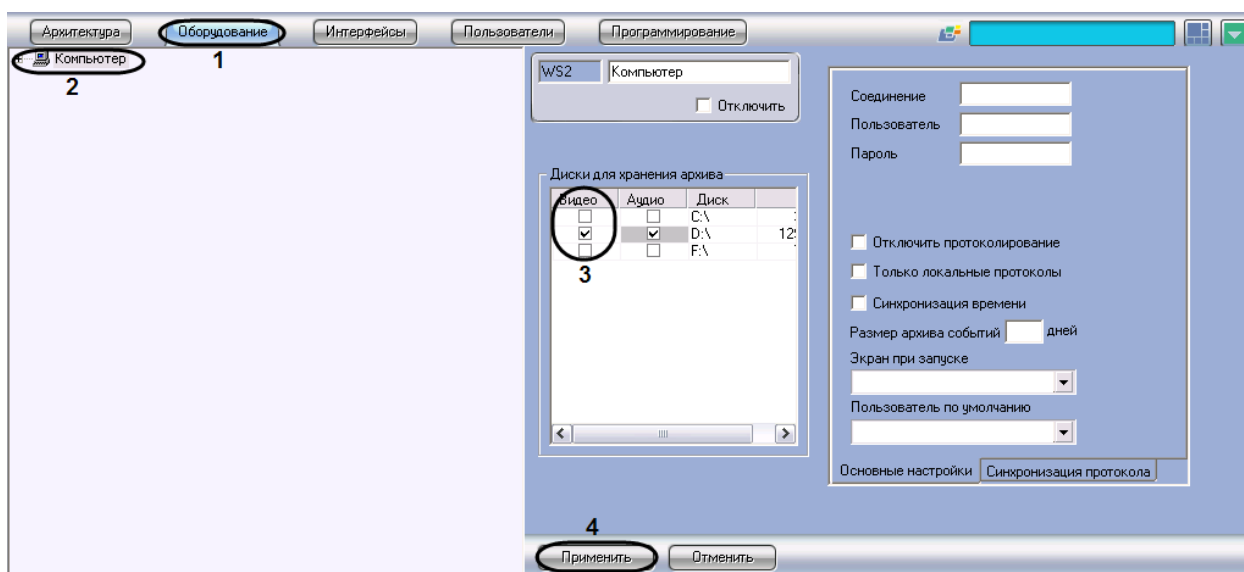 Архитектура Оборудование Интерфейсы Пользователи Программирование
1
Компьютер
2
WS2 Компьютер
Отключить
Диски для хранения архива
Видео Аудио Диск
C:\
D:\ 12
F:\
3
Соединение
Пользователь
Пароль
Отключить протоколирование
Только локальные протоколы
Синхронизация времени
Размер архива событий дней
Экран при запуске
Пользователь по умолчанию
Основные настройки Синхронизация протокола
4
Применить Отменить